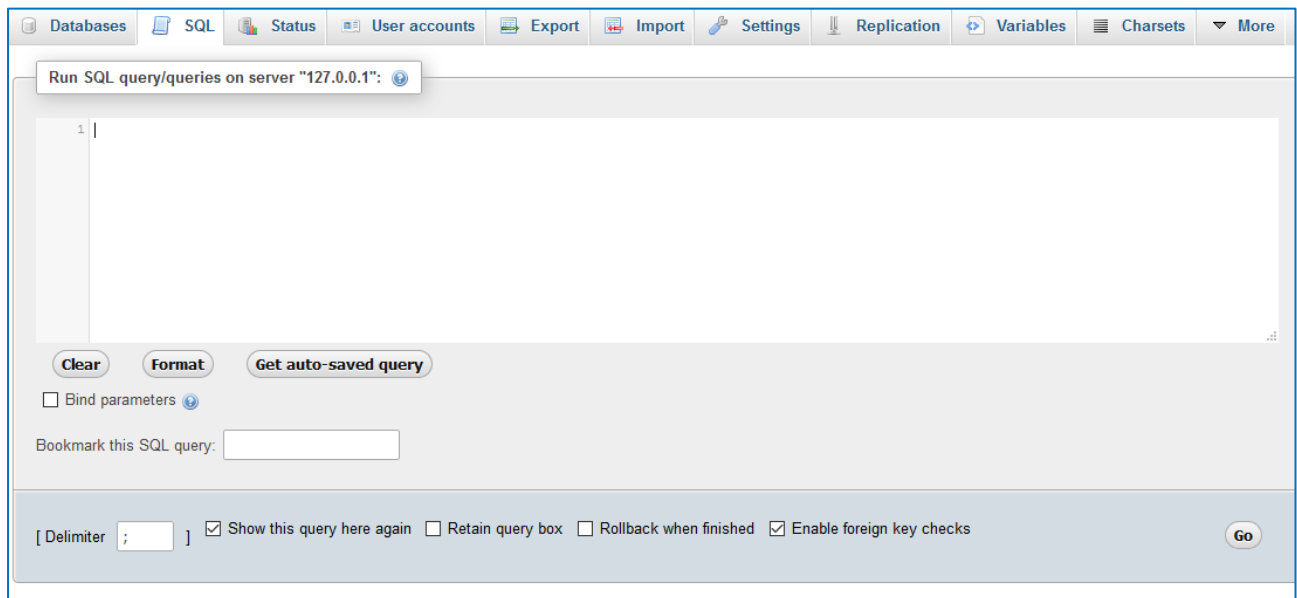 Databases SQL Status User accounts Export Import Settings Replication Variables Charsets More
Run SQL query/queries on server "127.0.0.1":
1
Clear Format Get auto-saved query
Bind parameters
Bookmark this SQL query:
[ Delimiter ; ] Show this query here again Retain query box Rollback when finished Enable foreign key checks Go